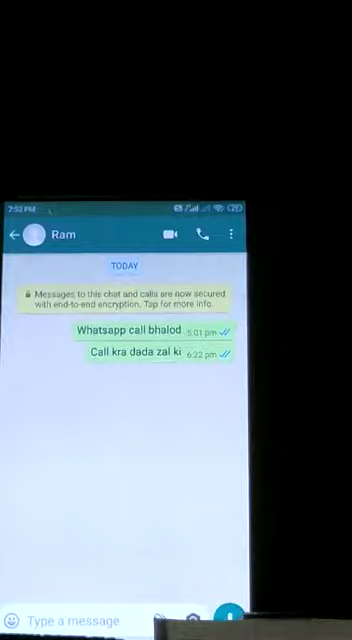 7:52 PM
Ram
TODAY
Messages to this chat and calls are now secured
with end-to-end encryption. Tap for more info.
Whatsapp call bhalod 5:01 pm
Call kra dada zal ki 6:22 pm
Type a message